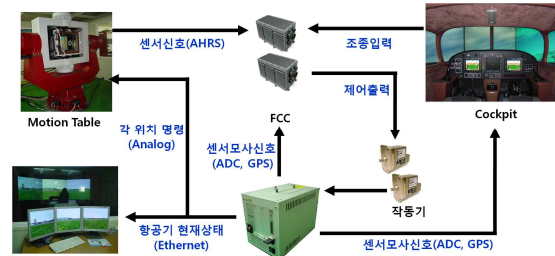 센서신호(AHRS)
조종입력
제어출력
Motion Table
FCC
Cockpit
각 위치 명령
(Analog)
센서모사신호
(ADC, GPS)
작동기
항공기 현재상태
(Ethernet)
센서모사신호(ADC, GPS)